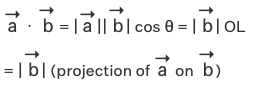 a⃗ · b⃗ = |a⃗||b⃗| cos θ = |b⃗| OL
= |b⃗| (projection of a⃗ on b⃗)